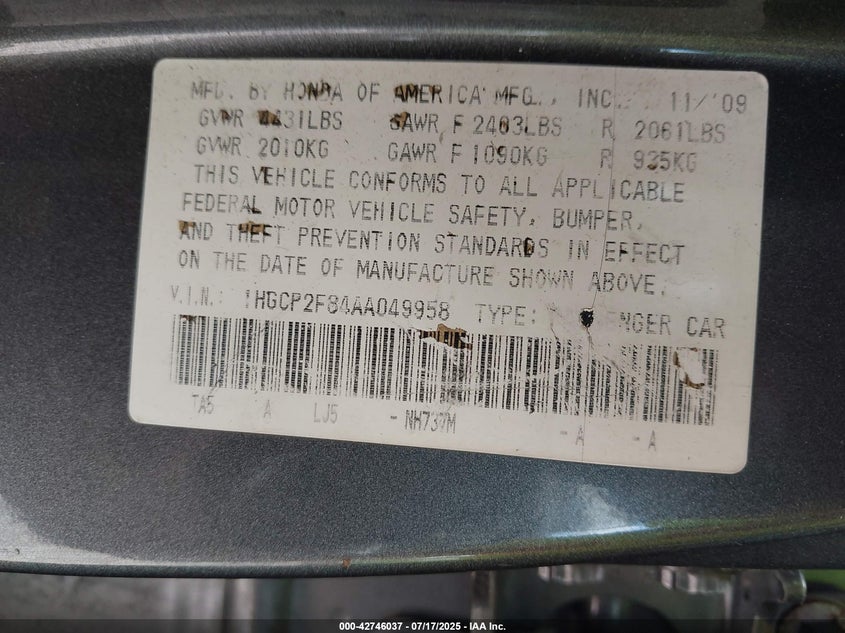 MFD. BY HONDA OF AMERICA MFG., INC. 11/'09
GVWR 4431LBS GAWR F 2403LBS R 2061LBS
GVWR 2010KG GAWR F 1090KG R 935KG
THIS VEHICLE CONFORMS TO ALL APPLICABLE
FEDERAL MOTOR VEHICLE SAFETY, BUMPER,
AND THEFT PREVENTION STANDARDS IN EFFECT
ON THE DATE OF MANUFACTURE SHOWN ABOVE.
V.I.N.: 1HGCP2F84AA049958 TYPE: CAR
TA5 A LJ5 - NH737M - A - A
000-42746037 - 07/17/2025 - IAA Inc.